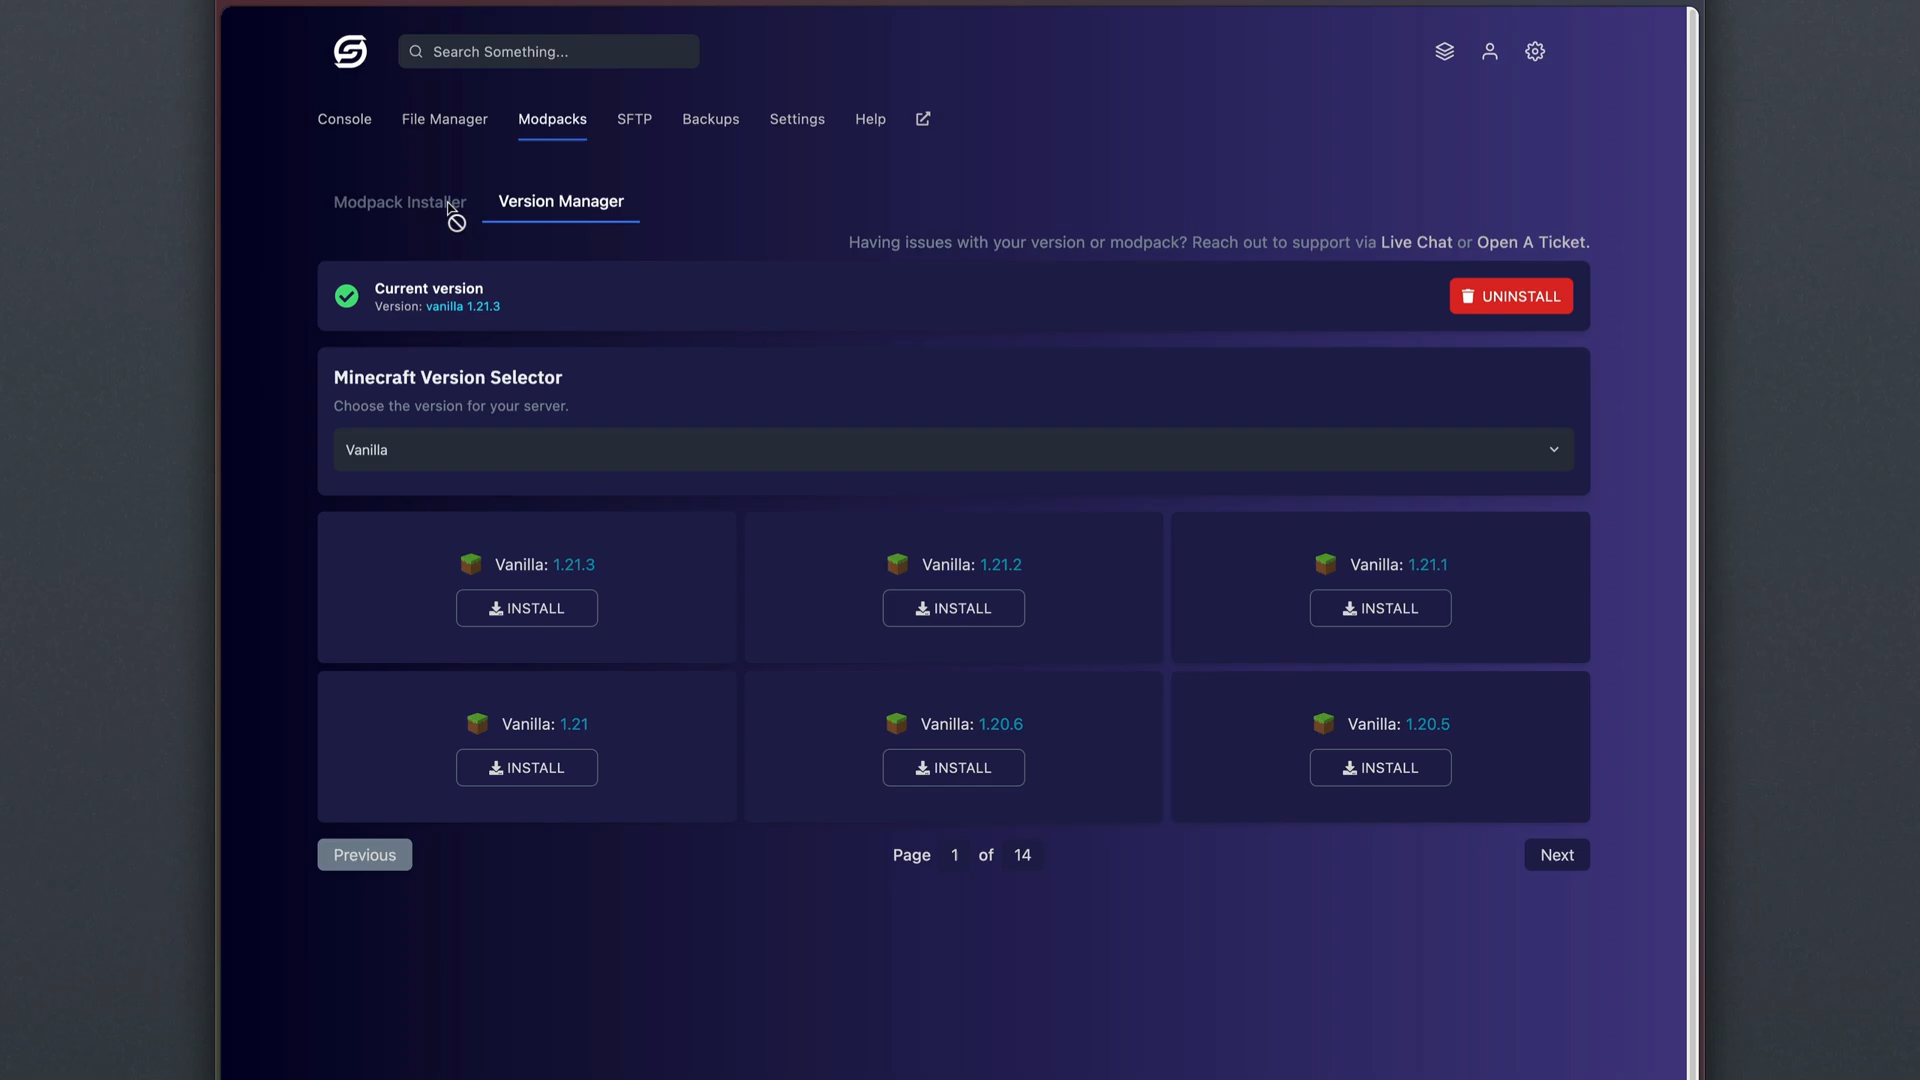 Search Something...
Console File Manager Modpacks SFTP Backups Settings Help
Modpack Installer Version Manager
Having issues with your version or modpack? Reach out to support via Live Chat or Open A Ticket.
Current version
Version: vanilla 1.21.3
UNINSTALL
Minecraft Version Selector
Choose the version for your server.
Vanilla
Vanilla: 1.21.3
INSTALL
Vanilla: 1.21.2
INSTALL
Vanilla: 1.21.1
INSTALL
Vanilla: 1.21
INSTALL
Vanilla: 1.20.6
INSTALL
Vanilla: 1.20.5
INSTALL
Previous
Page 1 of 14
Next